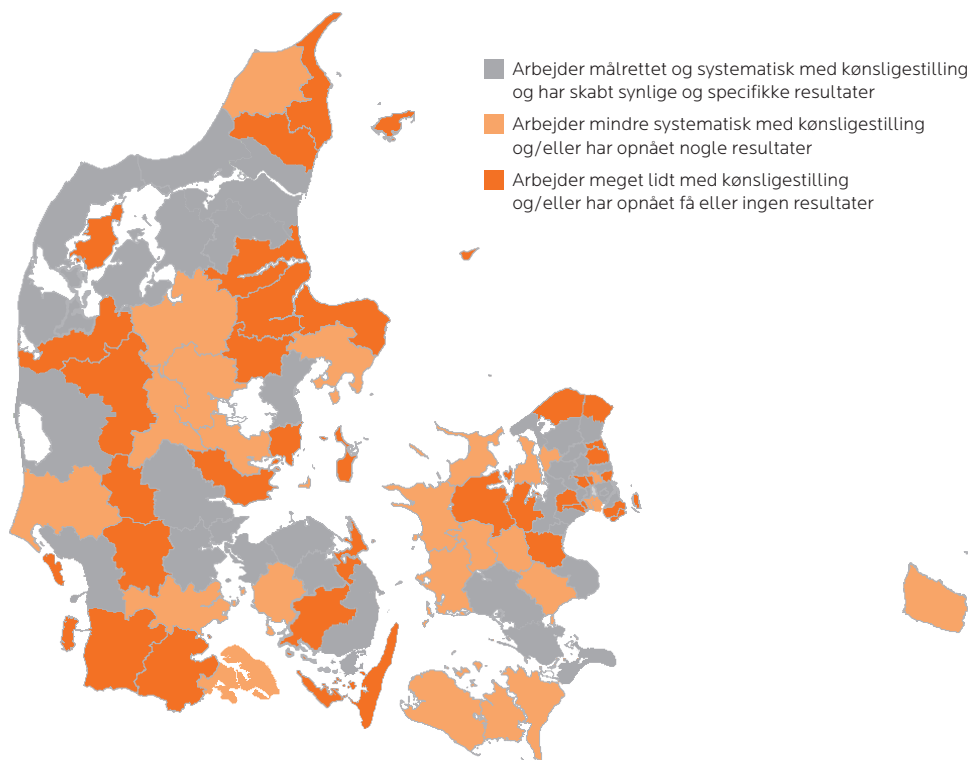 Arbejder målrettet og systematisk med kønsligestilling
og har skabt synlige og specifikke resultater
Arbejder mindre systematisk med kønsligestilling
og/eller har opnået nogle resultater
Arbejder meget lidt med kønsligestilling
og/eller har opnået få eller ingen resultater